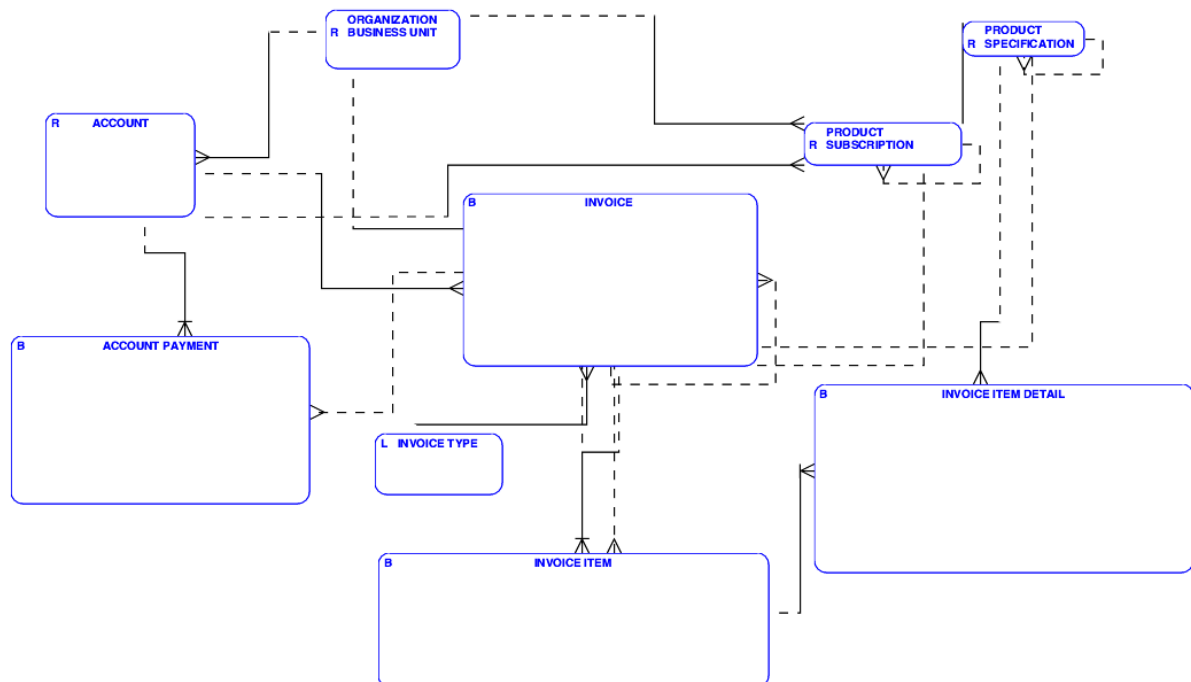 ORGANIZATION
R BUSINESS UNIT
PRODUCT
R SPECIFICATION
R ACCOUNT
PRODUCT
R SUBSCRIPTION
B INVOICE
B ACCOUNT PAYMENT
B INVOICE ITEM DETAIL
L INVOICE TYPE
B INVOICE ITEM